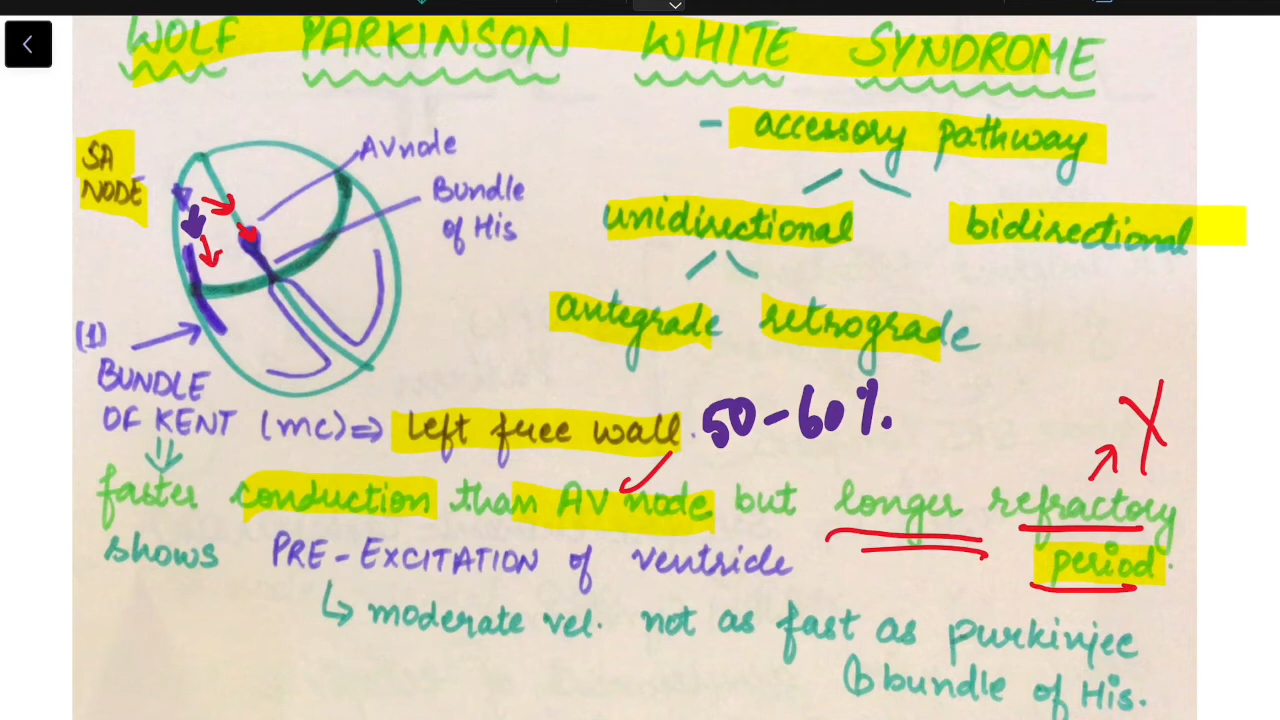 WOLF PARKINSON WHITE SYNDROME
- accessory pathway
unidirectional bidirectional
antegrade retrograde
SA
NODE
AV node
Bundle
of His
(1)
BUNDLE
OF KENT (mc) ⇒ left free wall. 50-60%.
faster conduction than AV node but longer refractory
period.
shows PRE-EXCITATION of ventricle
↳ moderate vel. not as fast as purkinjee
bundle of His.